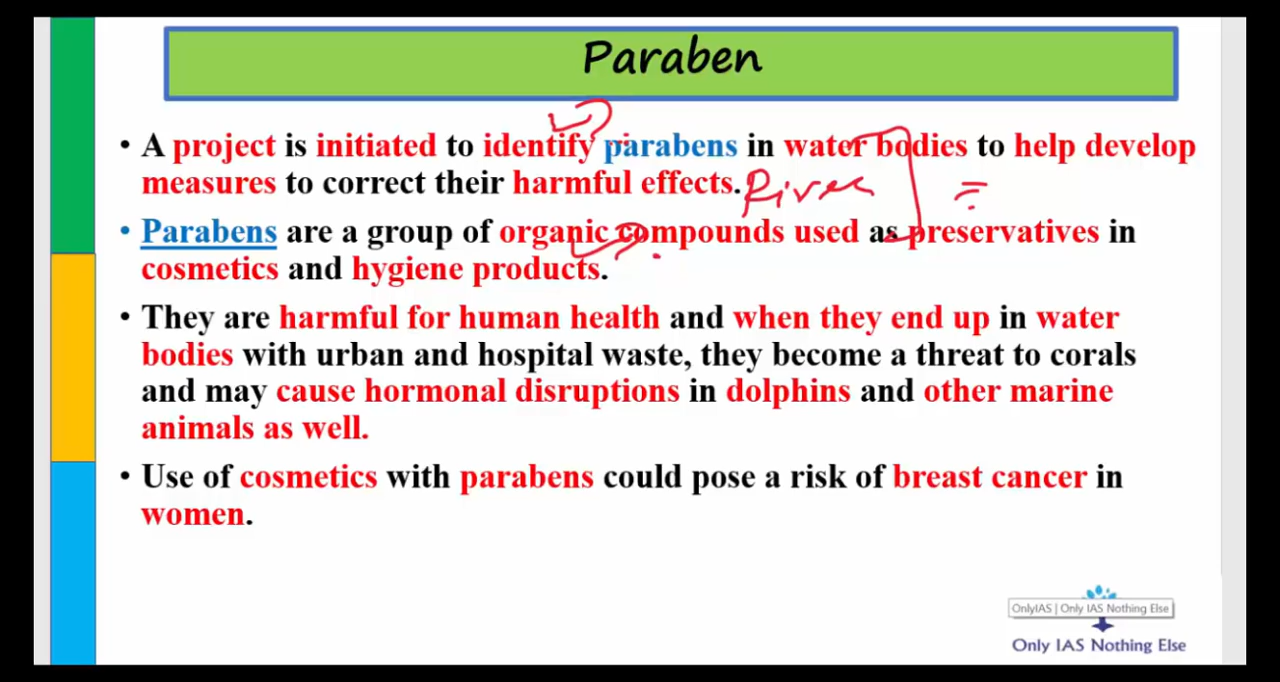 Paraben
• A project is initiated to identify parabens in water bodies to help develop
measures to correct their harmful effects. River
• Parabens are a group of organic compounds used as preservatives in
cosmetics and hygiene products.
• They are harmful for human health and when they end up in water
bodies with urban and hospital waste, they become a threat to corals
and may cause hormonal disruptions in dolphins and other marine
animals as well.
• Use of cosmetics with parabens could pose a risk of breast cancer in
women.
OnlyIAS | Only IAS Nothing Else
Only IAS Nothing Else